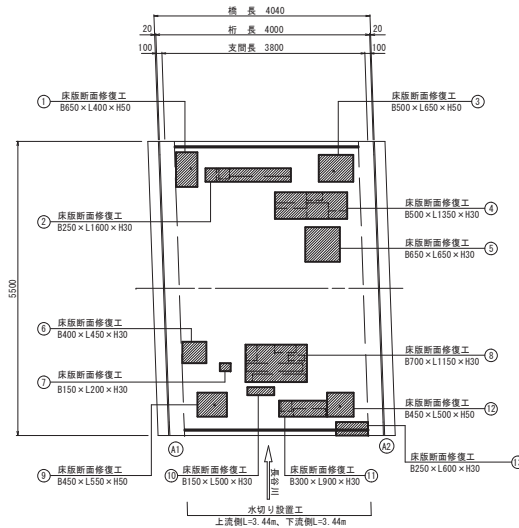 橋 長 4040
20 桁 長 4000 20
100 支間長 3800 100
① 床版断面修復工
B650×L400×H50
床版断面修復工 ③
B500×L650×H50
② 床版断面修復工
B250×L1600×H30
床版断面修復工 ④
B500×L1350×H30
床版断面修復工 ⑤
B650×L650×H30
5500
⑥ 床版断面修復工
B400×L450×H30
⑦ 床版断面修復工
B150×L200×H30
床版断面修復工 ⑧
B700×L1150×H30
床版断面修復工 ⑫
B450×L500×H50
A1
A2
⑨ 床版断面修復工
B450×L550×H50
⑩ 床版断面修復工
B150×L500×H30
長谷川
床版断面修復工 ⑪
B300×L900×H30
床版断面修復工 ⑬
B250×L600×H30
水切り設置工
上流側L=3.44m、下流側L=3.44m